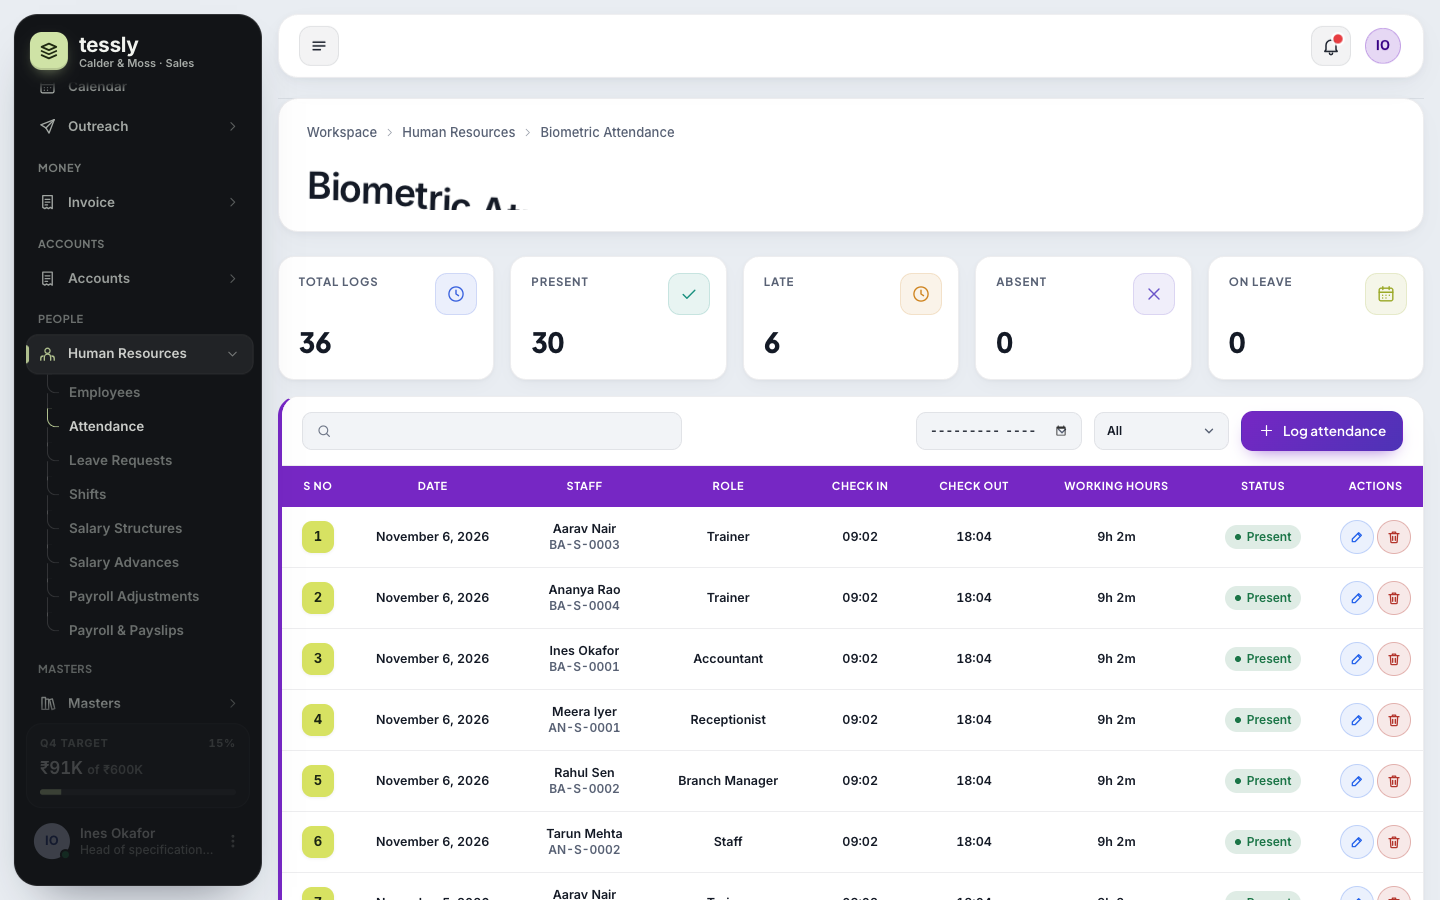 tessly
Calder & Moss · Sales
Calendar
Outreach
MONEY
Invoice
ACCOUNTS
Accounts
PEOPLE
Human Resources
Employees
Attendance
Leave Requests
Shifts
Salary Structures
Salary Advances
Payroll Adjustments
Payroll & Payslips
MASTERS
Masters
Q4 TARGET 15%
₹91K of ₹600K
IO Ines Okafor
Head of specification...
IO
Workspace > Human Resources > Biometric Attendance
Biometric At
TOTAL LOGS
36
PRESENT
30
LATE
6
ABSENT
0
ON LEAVE
0
--------- ---- All + Log attendance
S NO DATE STAFF ROLE CHECK IN CHECK OUT WORKING HOURS STATUS ACTIONS
1 November 6, 2026 Aarav Nair BA-S-0003 Trainer 09:02 18:04 9h 2m Present
2 November 6, 2026 Ananya Rao BA-S-0004 Trainer 09:02 18:04 9h 2m Present
3 November 6, 2026 Ines Okafor BA-S-0001 Accountant 09:02 18:04 9h 2m Present
4 November 6, 2026 Meera Iyer AN-S-0001 Receptionist 09:02 18:04 9h 2m Present
5 November 6, 2026 Rahul Sen BA-S-0002 Branch Manager 09:02 18:04 9h 2m Present
6 November 6, 2026 Tarun Mehta AN-S-0002 Staff 09:02 18:04 9h 2m Present
Aarav Nair